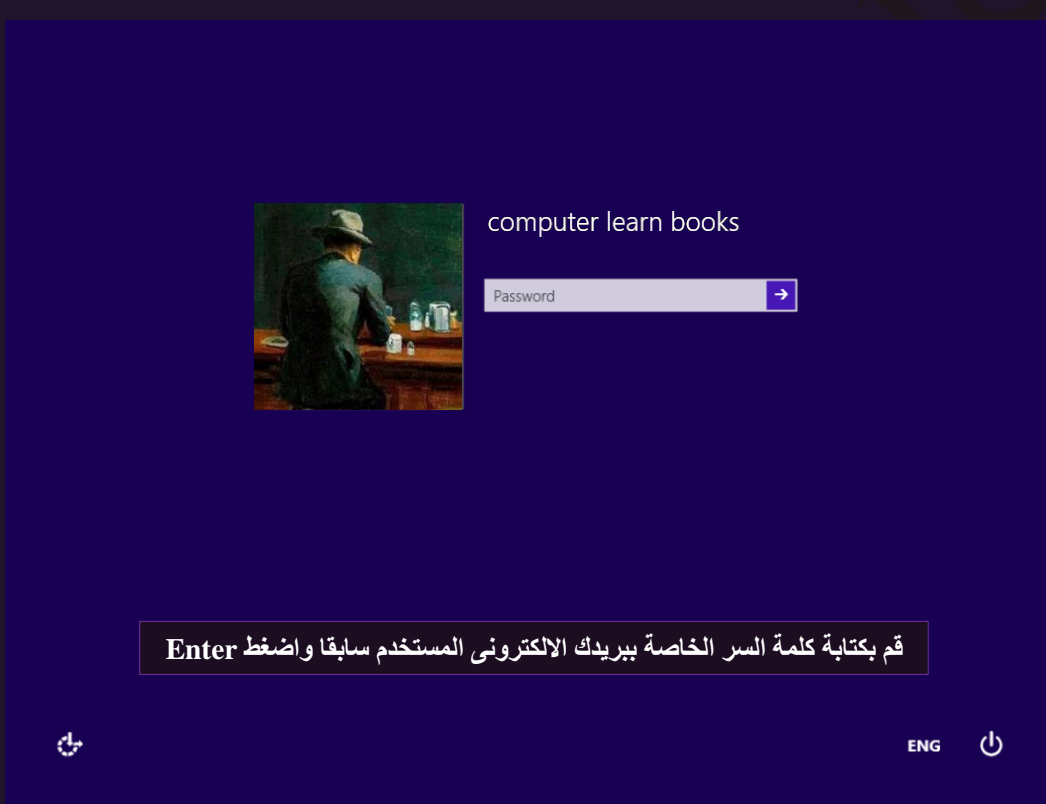 computer learn books
Password
قم بكتابة كلمة السر الخاصة ببريدك الالكترونى المستخدم سابقا واضغط Enter
ENG